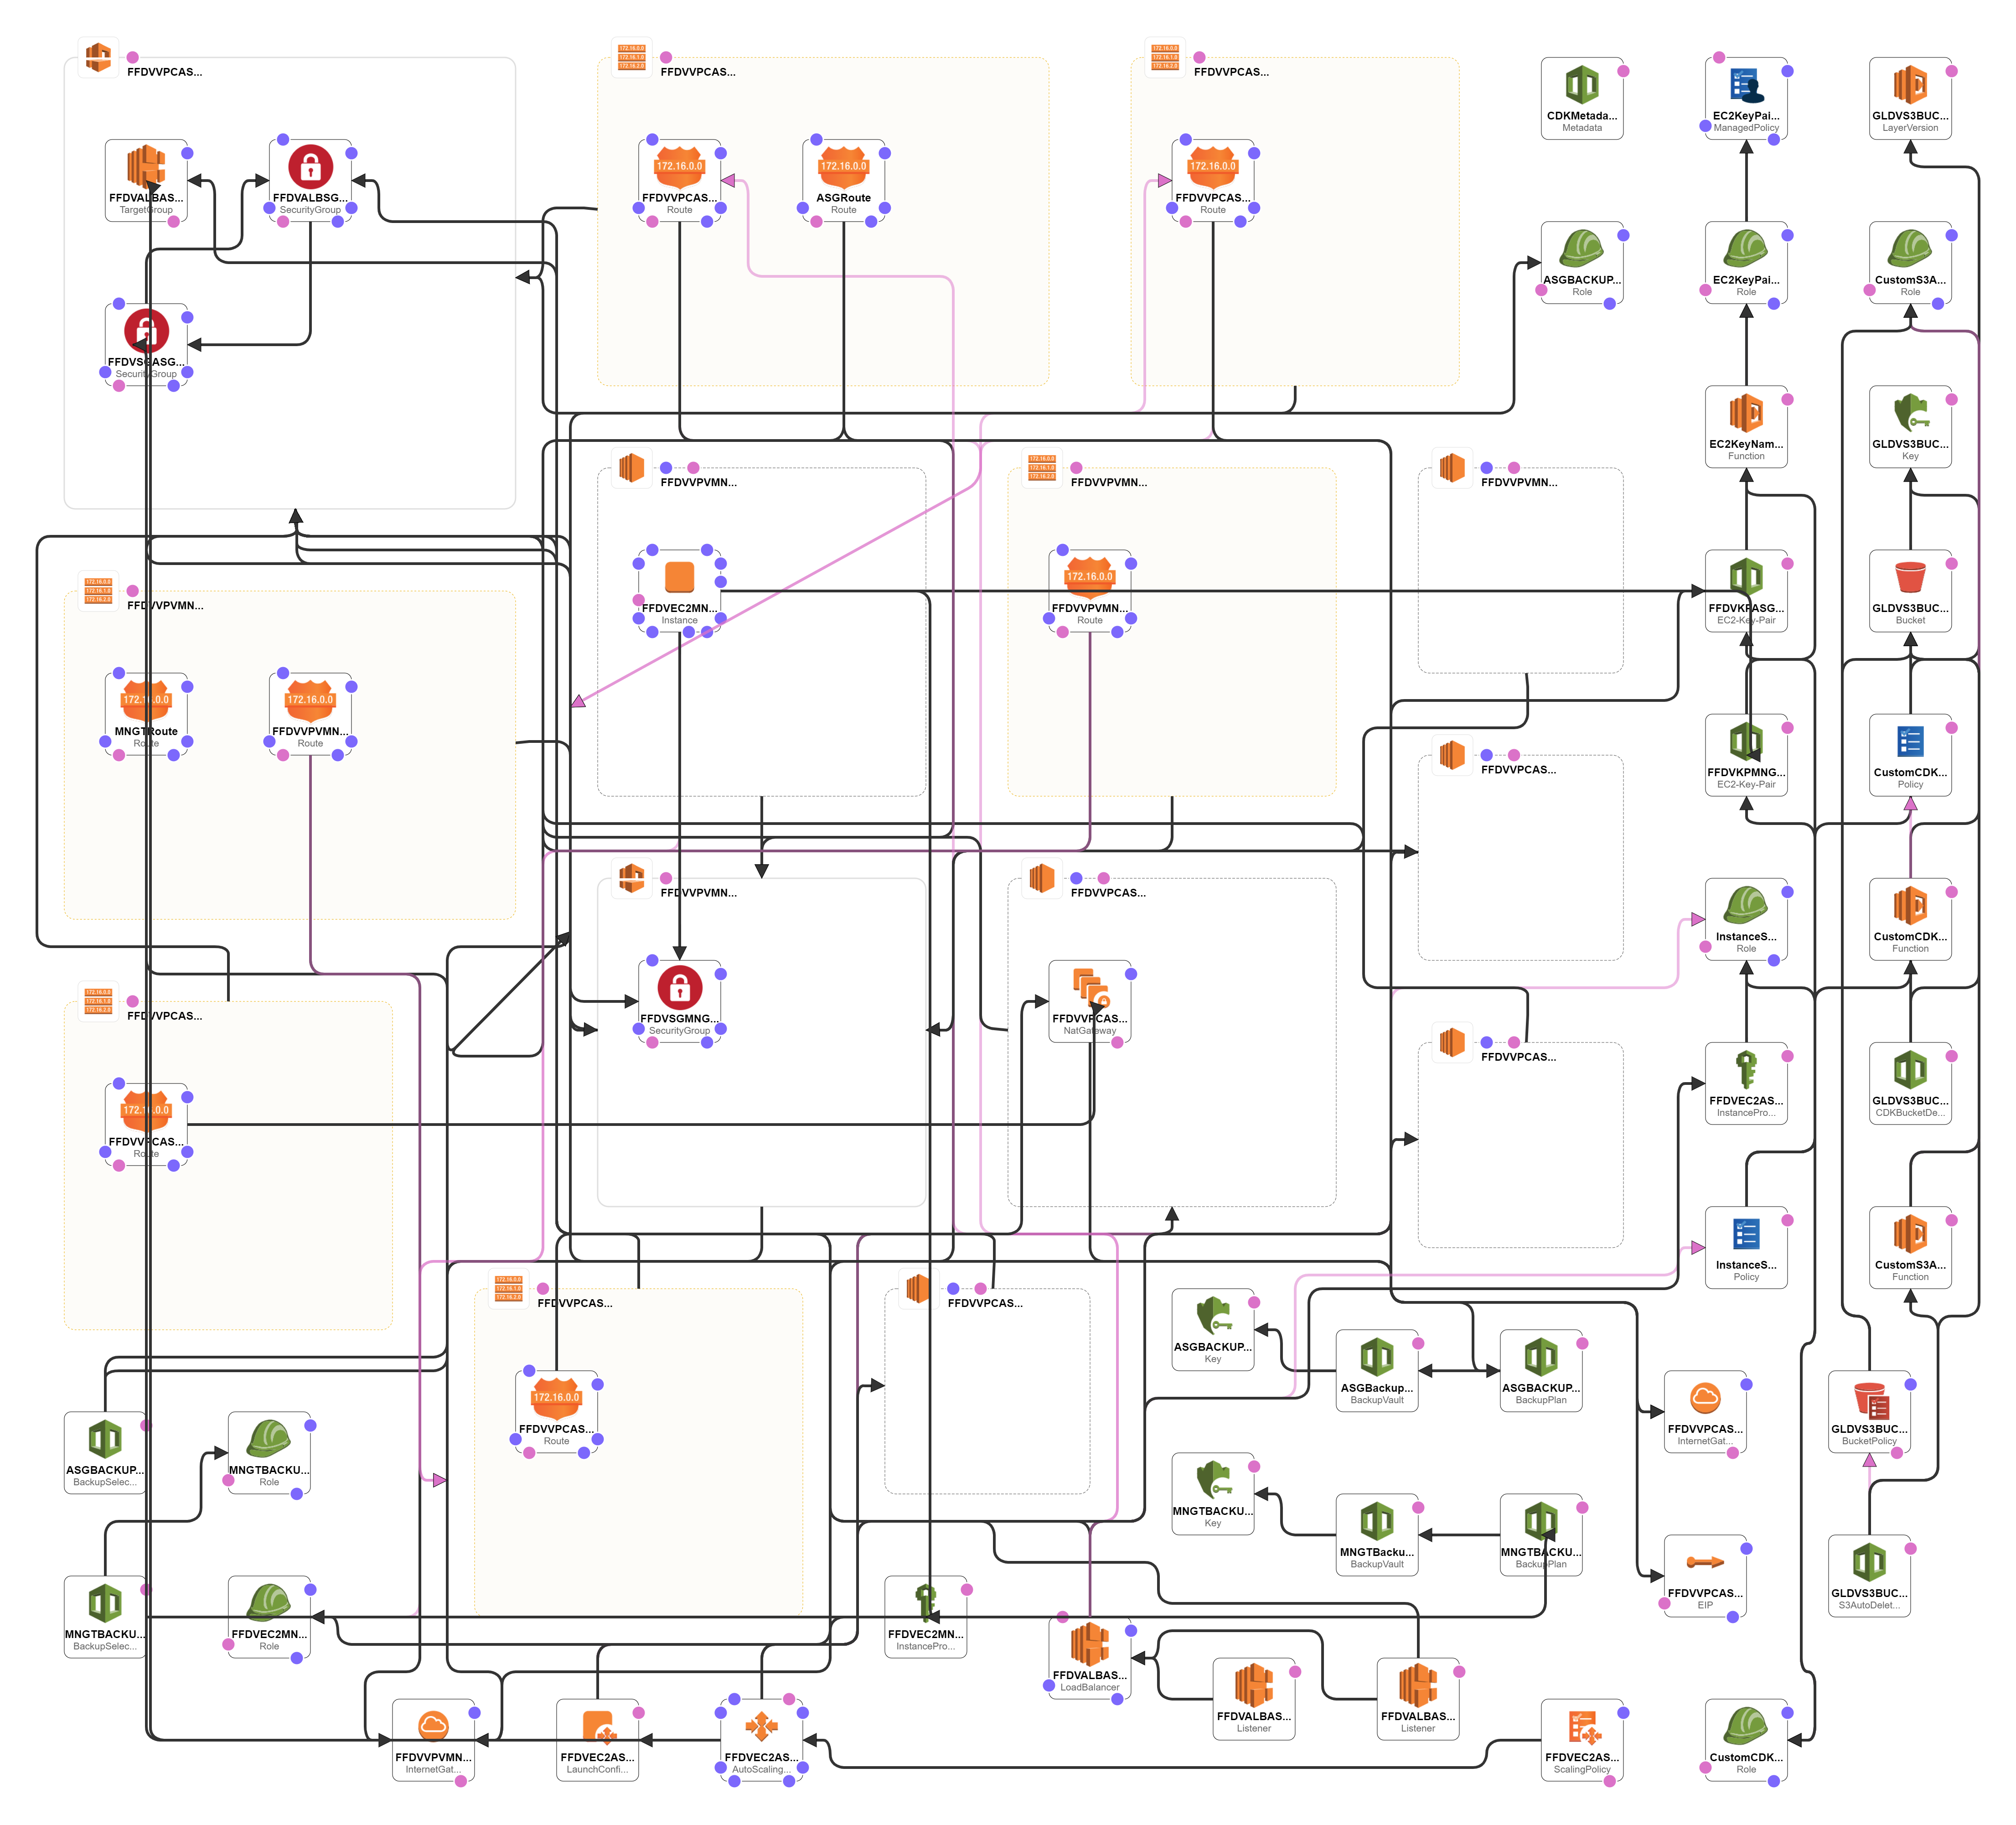 FFDVVPCAS...
FFDVVPCAS...
FFDVVPCAS...
CDKMetada...
Metadata
EC2KeyPai...
ManagedPolicy
GLDVS3BUC...
LayerVersion
FFDVALBAS...
TargetGroup
FFDVALBSG...
SecurityGroup
172.16.0.0
FFDVVPCAS...
Route
172.16.0.0
ASGRoute
Route
172.16.0.0
FFDVVPCAS...
Route
ASGBACKUP...
Role
EC2KeyPai...
Role
CustomS3A...
Role
FFDVSGASG...
SecurityGroup
EC2KeyNam...
Function
GLDVS3BUC...
Key
FFDVVPVMN...
FFDVVPVMN...
FFDVVPVMN...
FFDVVPVMN...
FFDVEC2MN...
Instance
172.16.0.0
FFDVVPVMN...
Route
FFDVKPASG...
EC2-Key-Pair
GLDVS3BUC...
Bucket
172.16.0.0
MNGTRoute
Route
172.16.0.0
FFDVVPVMN...
Route
FFDVVPCAS...
FFDVKPMNG...
EC2-Key-Pair
CustomCDK...
Policy
FFDVVPVMN...
FFDVVPCAS...
InstanceS...
Role
CustomCDK...
Function
FFDVVPCAS...
FFDVSGMNG...
SecurityGroup
FFDVVPCAS...
NatGateway
FFDVVPCAS...
172.16.0.0
FFDVVPCAS...
Route
FFDVEC2AS...
InstancePro...
GLDVS3BUC...
CDKBucketDe...
InstanceS...
Policy
CustomS3A...
Function
FFDVVPCAS...
FFDVVPCAS...
172.16.0.0
FFDVVPCAS...
Route
ASGBACKUP...
Key
ASGBackup...
BackupVault
ASGBACKUP...
BackupPlan
FFDVVPCAS...
InternetGat...
GLDVS3BUC...
BucketPolicy
ASGBACKUP...
BackupSelec...
MNGTBACKU...
Role
MNGTBACKU...
Key
MNGTBacku...
BackupVault
MNGTBACKU...
BackupPlan
FFDVVPCAS...
EIP
GLDVS3BUC...
S3AutoDelet...
MNGTBACKU...
BackupSelec...
FFDVEC2MN...
Role
FFDVEC2MN...
InstancePro...
FFDVALBAS...
LoadBalancer
FFDVALBAS...
Listener
FFDVALBAS...
Listener
FFDVVPVMN...
InternetGat...
FFDVEC2AS...
LaunchConfi...
FFDVEC2AS...
AutoScaling...
FFDVEC2AS...
ScalingPolicy
CustomCDK...
Role